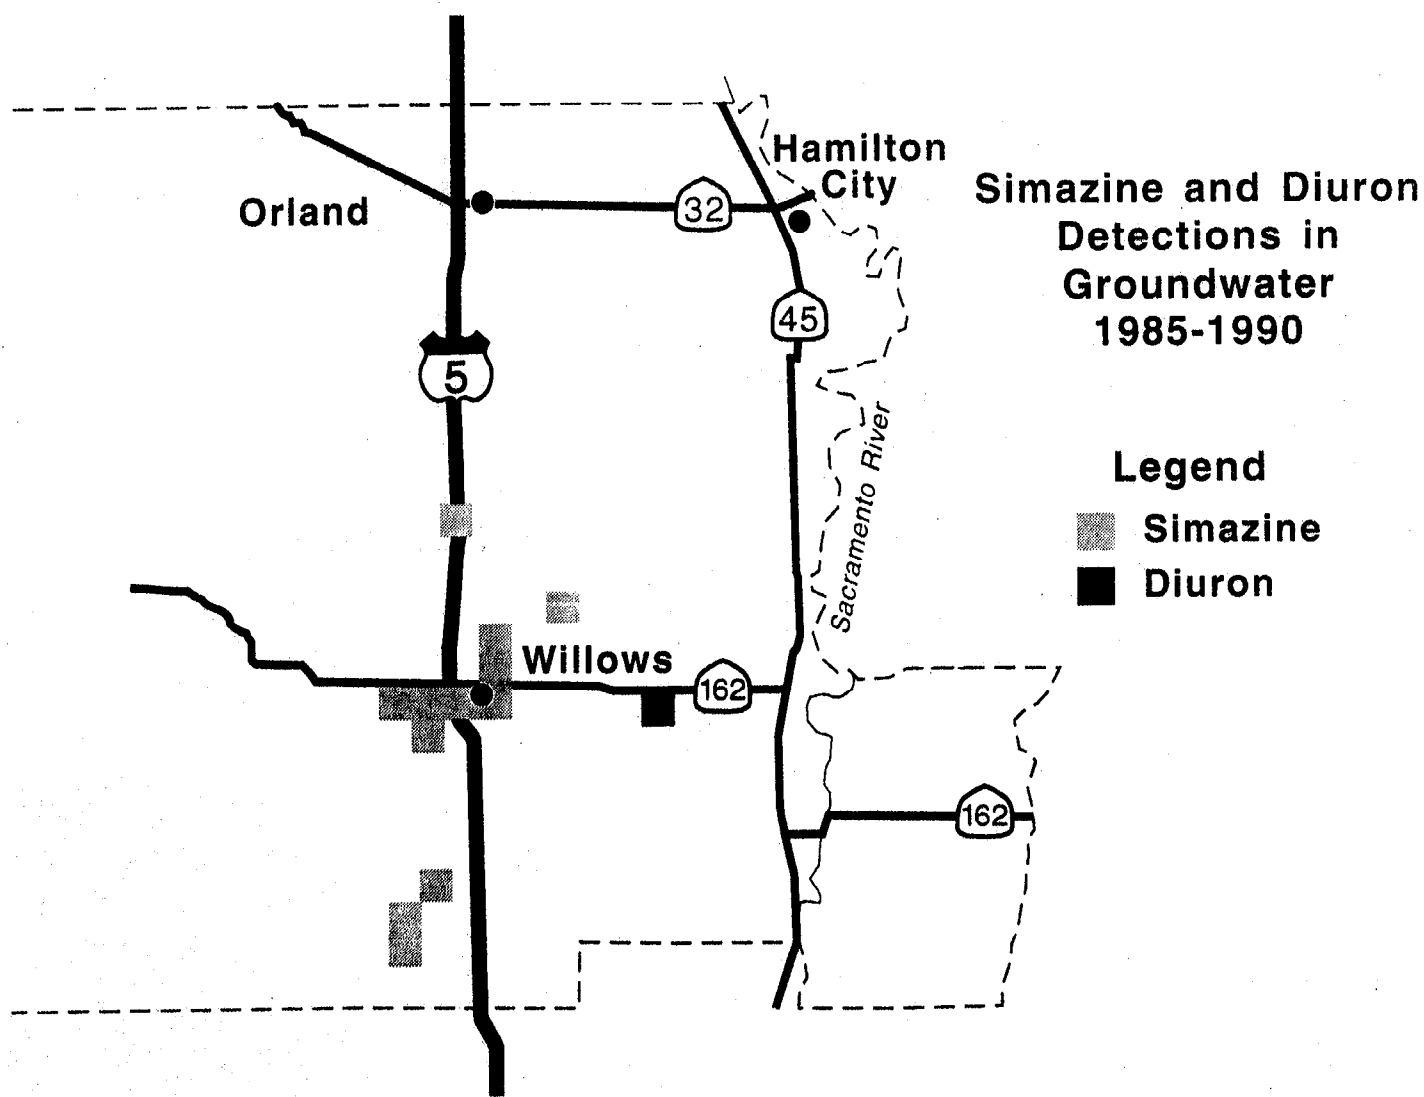 Hamilton
City
Orland
32
Simazine and Diuron
Detections in
Groundwater
1985-1990
45
5
Sacramento River
Legend
Simazine
Diuron
Willows
162
162